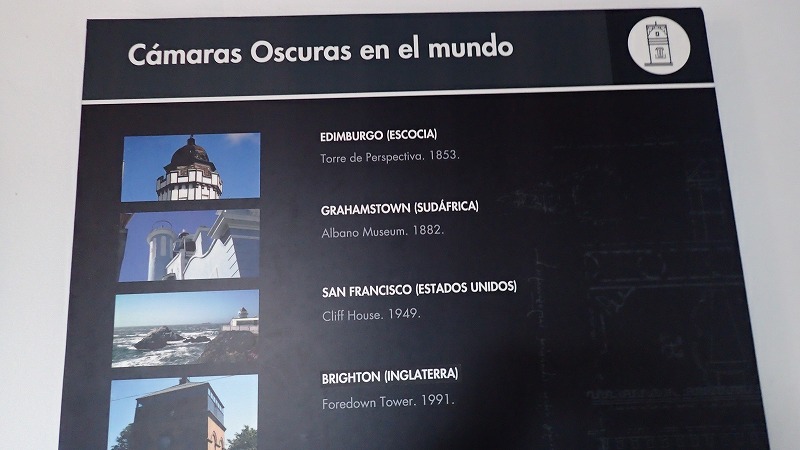 Cámaras Oscuras en el mundo
EDIMBURGO (ESCOCIA)
Torre de Perspectiva. 1853.
GRAHAMSTOWN (SUDÁFRICA)
Albano Museum. 1882.
SAN FRANCISCO (ESTADOS UNIDOS)
Cliff House. 1949.
BRIGHTON (INGLATERRA)
Foredown Tower. 1991.